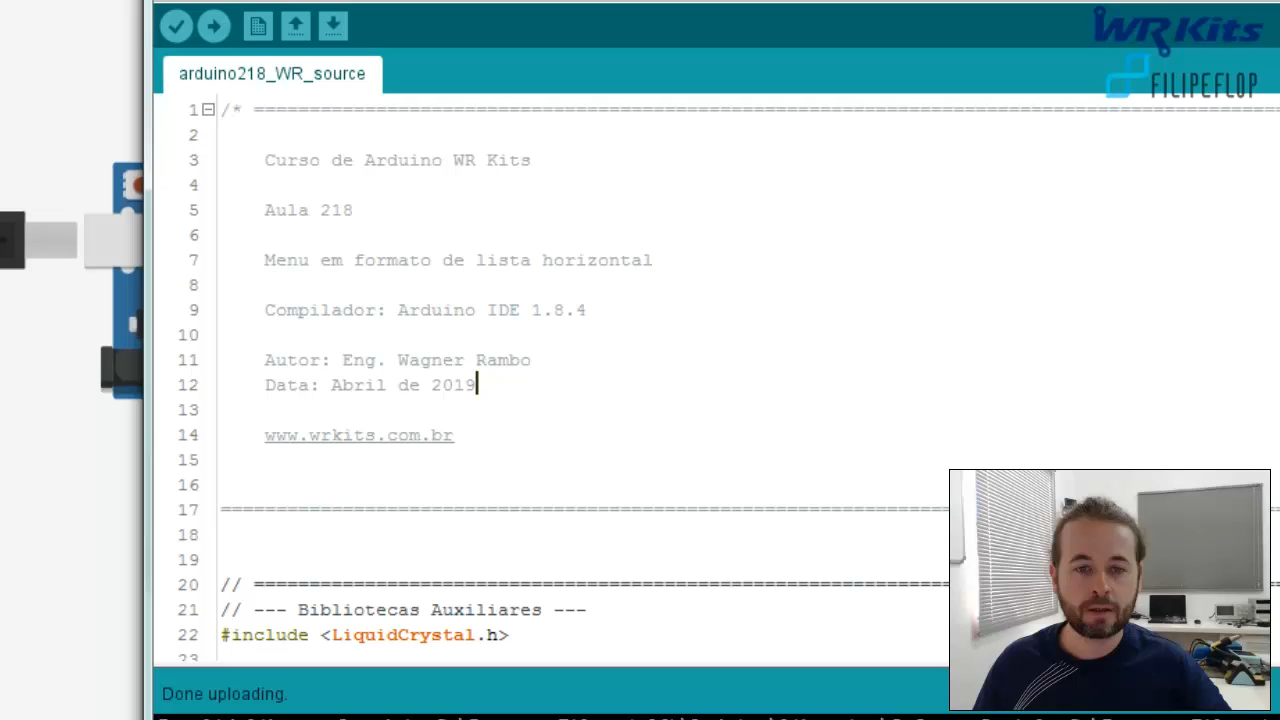 WR Kits
FILIPEFLOP
arduino218_WR_source
1 /* ==============================================================================
2
3 Curso de Arduino WR Kits
4
5 Aula 218
6
7 Menu em formato de lista horizontal
8
9 Compilador: Arduino IDE 1.8.4
10
11 Autor: Eng. Wagner Rambo
12 Data: Abril de 2019
13
14 www.wrkits.com.br
15
16
17 ==================================================================
18
19
20 // ===============================================================
21 // --- Bibliotecas Auxiliares ---
22 #include <LiquidCrystal.h>
23
Done uploading.